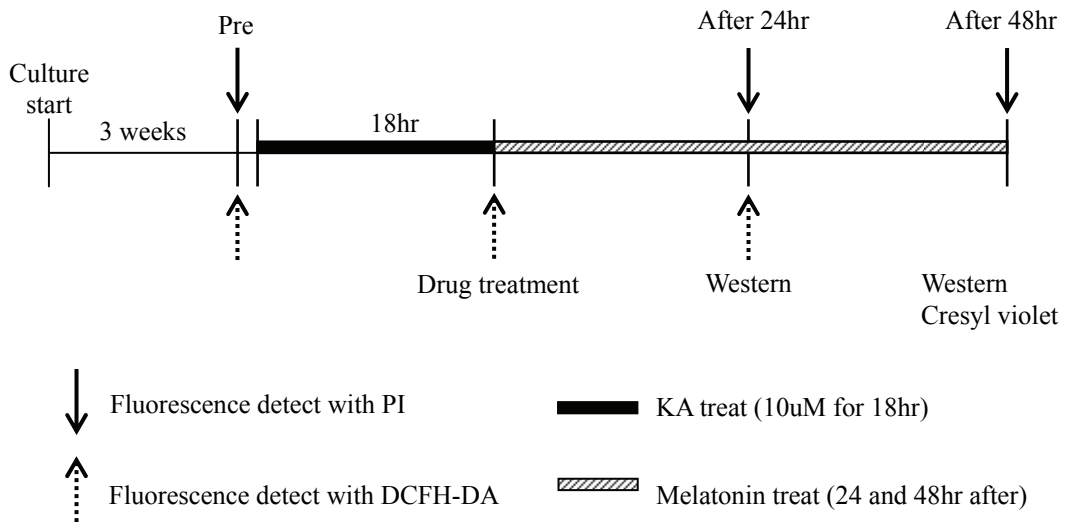 Pre
After 24hr
After 48hr
Culture
start
3 weeks
18hr
Drug treatment
Western
Western
Cresyl violet
Fluorescence detect with PI
KA treat (10uM for 18hr)
Fluorescence detect with DCFH-DA
Melatonin treat (24 and 48hr after)